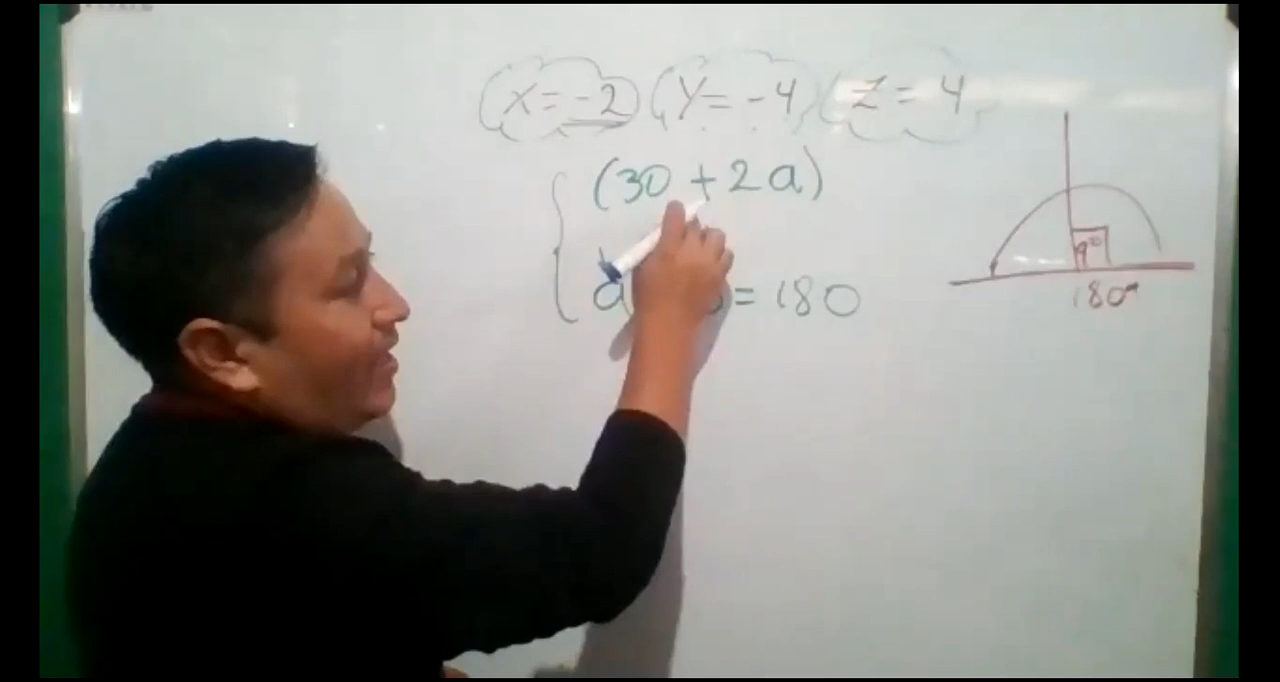 x = -2 Y = -4 Z = 4
(30 + 2a)
a = 180
90
180°